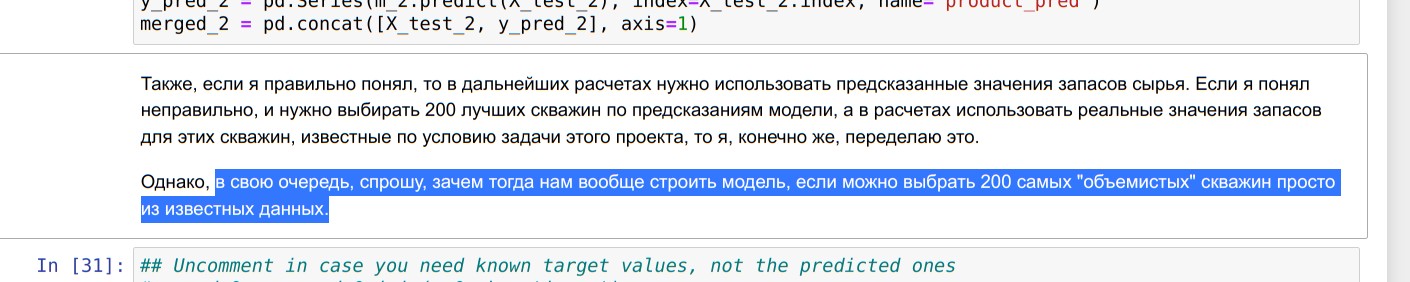 y_pred_2 = pd.Series(m_2.predict(X_test_2), index=X_test_2.index, name='product_pred')
merged_2 = pd.concat([X_test_2, y_pred_2], axis=1)
Также, если я правильно понял, то в дальнейших расчетах нужно использовать предсказанные значения запасов сырья. Если я понял
неправильно, и нужно выбирать 200 лучших скважин по предсказаниям модели, а в расчетах использовать реальные значения запасов
для этих скважин, известные по условию задачи этого проекта, то я, конечно же, переделаю это.
Однако, в свою очередь, спрошу, зачем тогда нам вообще строить модель, если можно выбрать 200 самых "объемистых" скважин просто
из известных данных.
In [31]: ## Uncomment in case you need known target values, not the predicted ones